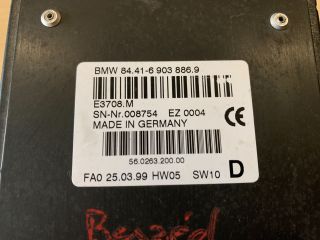 BMW 84.41-6 903 886.9
E3708.M
SN-Nr.008754 EZ 0004
MADE IN GERMANY
CE
56.0263.200.00
FA0 25.03.99 HW05 SW10 D